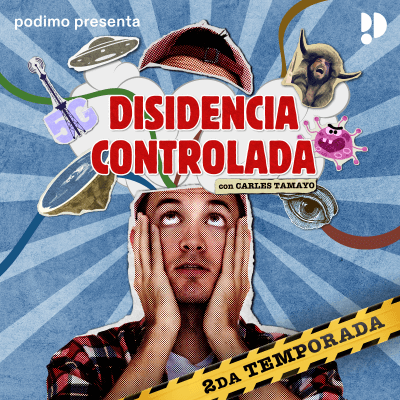 podimo presenta
5G
DISIDENCIA
CONTROLADA
con CARLES TAMAYO
2DA TEMPORADA